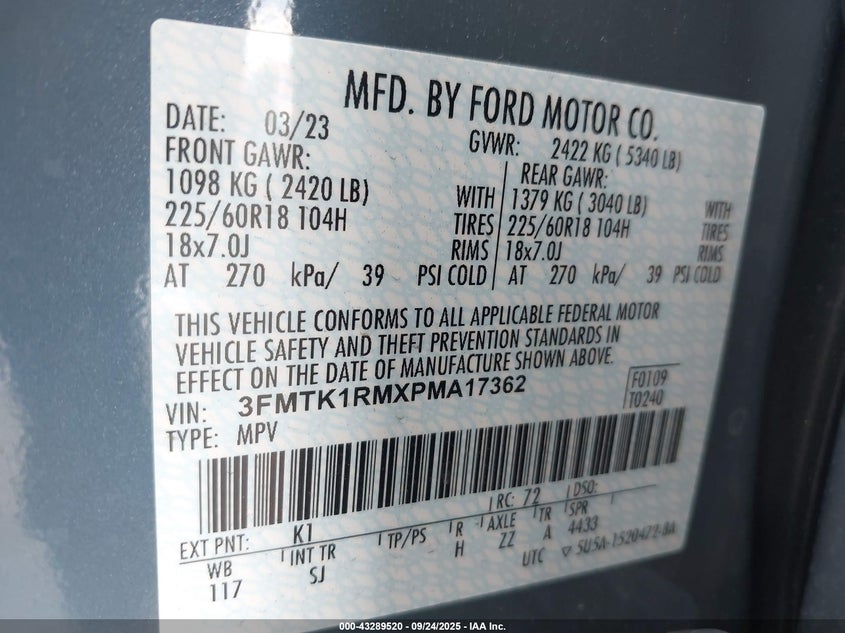 MFD. BY FORD MOTOR CO.
DATE: 03/23 GVWR: 2422 KG ( 5340 LB)
FRONT GAWR: REAR GAWR:
1098 KG ( 2420 LB) WITH 1379 KG ( 3040 LB) WITH
225/60R18 104H TIRES 225/60R18 104H TIRES
18x7.0J RIMS 18x7.0J RIMS
AT 270 kPa/ 39 PSI COLD AT 270 kPa/ 39 PSI COLD
THIS VEHICLE CONFORMS TO ALL APPLICABLE FEDERAL MOTOR
VEHICLE SAFETY AND THEFT PREVENTION STANDARDS IN
EFFECT ON THE DATE OF MANUFACTURE SHOWN ABOVE.
VIN: 3FMTK1RMXPMA17362 F0109
TYPE: MPV T0240
EXT PNT: K1 RC: 72 DSO:
WB INT TR TP/PS R AXLE TR SPR
117 SJ H ZZ A 4433
UTC ▽ 5U5A-1520472-BA
000-43289520 - 09/24/2025 - IAA Inc.